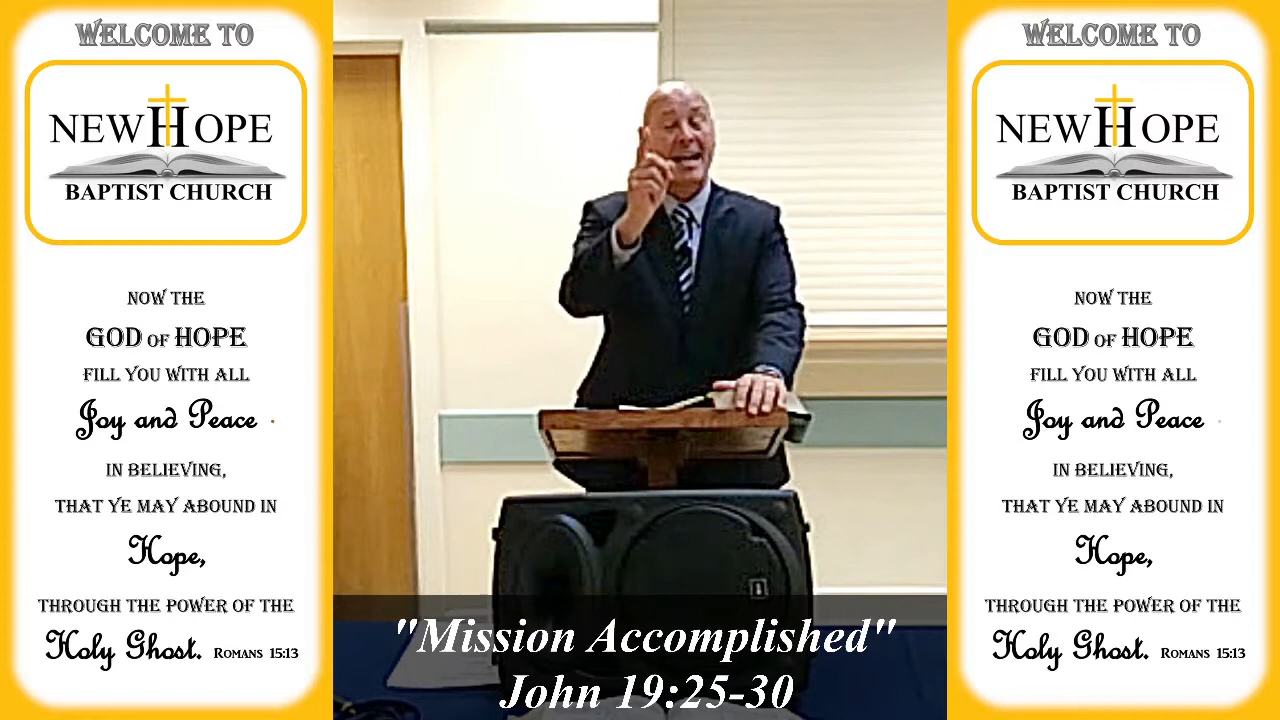 WELCOME TO
NEW HOPE
BAPTIST CHURCH
NOW THE
GOD OF HOPE
FILL YOU WITH ALL
Joy and Peace
IN BELIEVING,
THAT YE MAY ABOUND IN
Hope,
THROUGH THE POWER OF THE
Holy Ghost. ROMANS 15:13
"Mission Accomplished"
John 19:25-30
WELCOME TO
NEW HOPE
BAPTIST CHURCH
NOW THE
GOD OF HOPE
FILL YOU WITH ALL
Joy and Peace
IN BELIEVING,
THAT YE MAY ABOUND IN
Hope,
THROUGH THE POWER OF THE
Holy Ghost. ROMANS 15:13